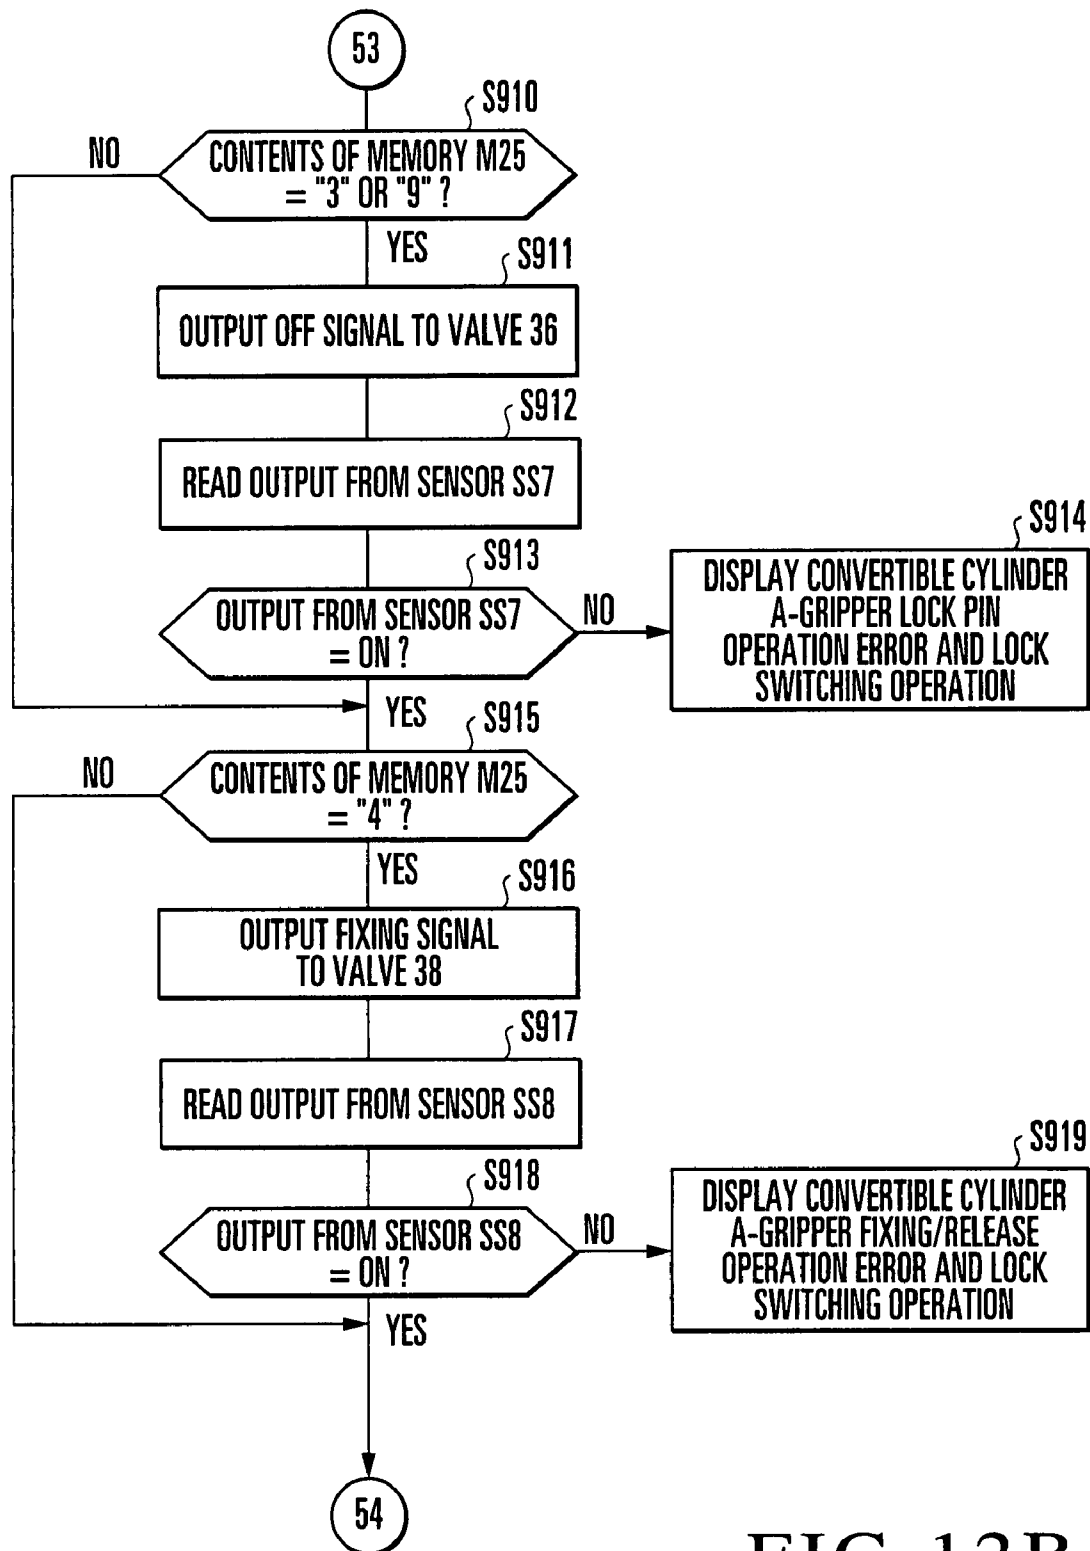 53
S910
CONTENTS OF MEMORY M25
= "3" OR "9" ?
NO
YES
S911
OUTPUT OFF SIGNAL TO VALVE 36
S912
READ OUTPUT FROM SENSOR SS7
S913
OUTPUT FROM SENSOR SS7
= ON ?
NO
S914
DISPLAY CONVERTIBLE CYLINDER
A-GRIPPER LOCK PIN
OPERATION ERROR AND LOCK
SWITCHING OPERATION
YES
S915
CONTENTS OF MEMORY M25
= "4" ?
NO
YES
S916
OUTPUT FIXING SIGNAL
TO VALVE 38
S917
READ OUTPUT FROM SENSOR SS8
S918
OUTPUT FROM SENSOR SS8
= ON ?
NO
S919
DISPLAY CONVERTIBLE CYLINDER
A-GRIPPER FIXING/RELEASE
OPERATION ERROR AND LOCK
SWITCHING OPERATION
YES
54